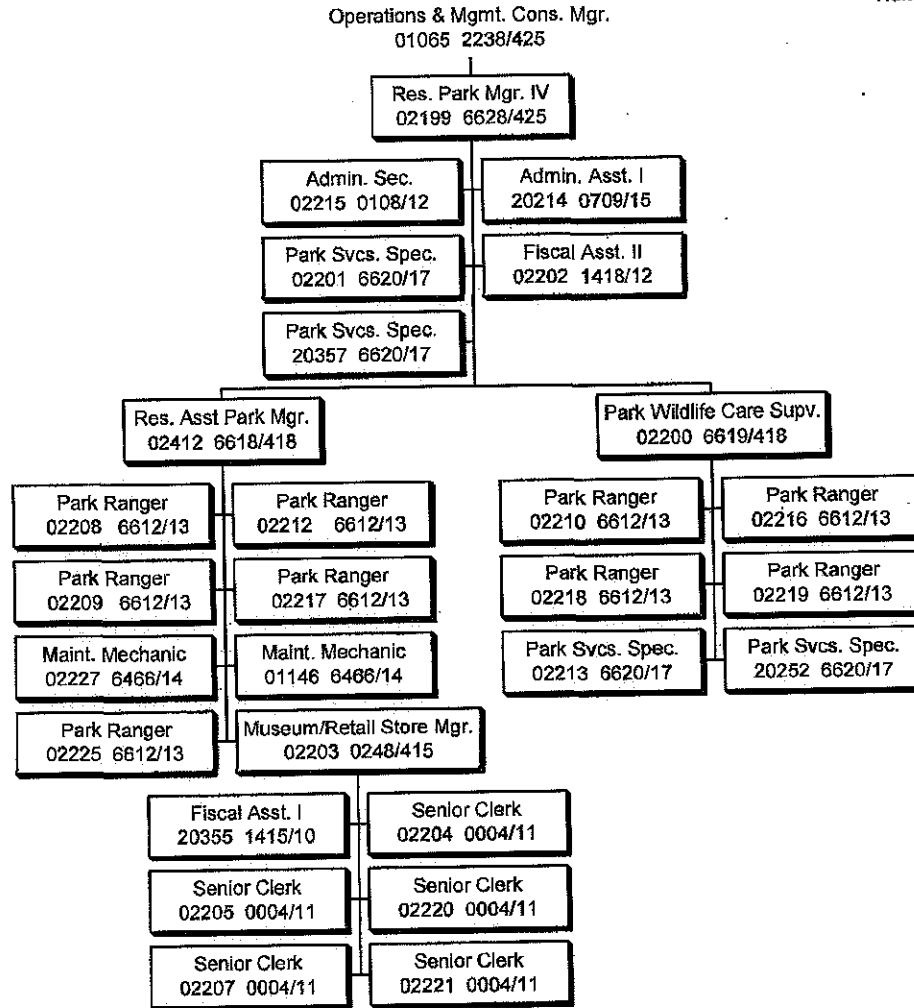 Operations & Mgmt. Cons. Mgr.
01065 2238/425
Res. Park Mgr. IV
02199 6628/425
Admin. Sec.
02215 0108/12
Admin. Asst. I
20214 0709/15
Park Svcs. Spec.
02201 6620/17
Fiscal Asst. II
02202 1418/12
Park Svcs. Spec.
20357 6620/17
Res. Asst Park Mgr.
02412 6618/418
Park Wildlife Care Supv.
02200 6619/418
Park Ranger
02208 6612/13
Park Ranger
02212 6612/13
Park Ranger
02210 6612/13
Park Ranger
02216 6612/13
Park Ranger
02209 6612/13
Park Ranger
02217 6612/13
Park Ranger
02218 6612/13
Park Ranger
02219 6612/13
Maint. Mechanic
02227 6466/14
Maint. Mechanic
01146 6466/14
Park Svcs. Spec.
02213 6620/17
Park Svcs. Spec.
20252 6620/17
Park Ranger
02225 6612/13
Museum/Retail Store Mgr.
02203 0248/415
Fiscal Asst. I
20355 1415/10
Senior Clerk
02204 0004/11
Senior Clerk
02205 0004/11
Senior Clerk
02220 0004/11
Senior Clerk
02207 0004/11
Senior Clerk
02221 0004/11